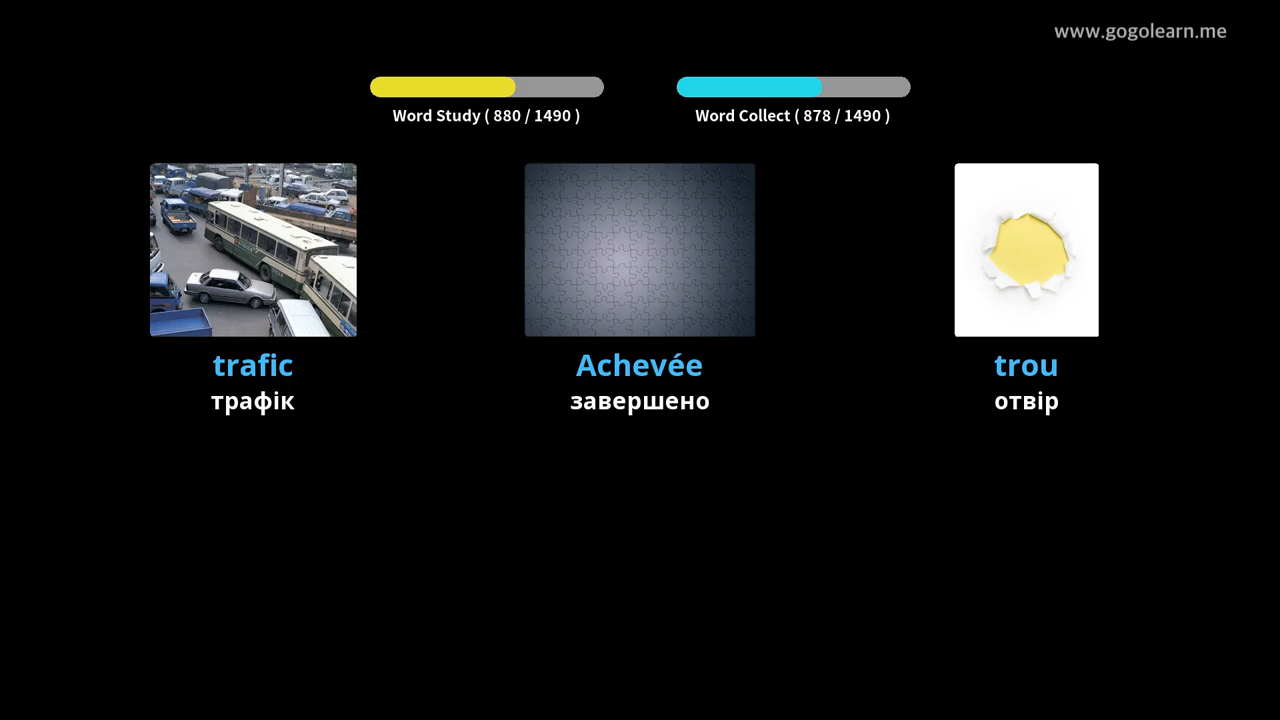 www.gogolearn.me
Word Study ( 880 / 1490 )
Word Collect ( 878 / 1490 )
trafic
трафік
Achevée
завершено
trou
отвір